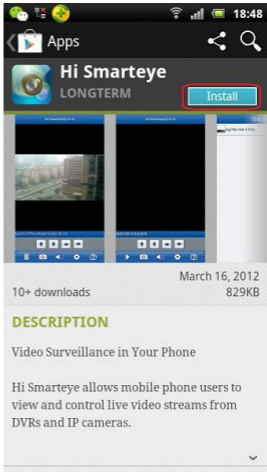 18:48
Apps
Hi Smarteye
LONGTERM
Install
March 16, 2012
10+ downloads
829KB
DESCRIPTION
Video Surveillance in Your Phone
Hi Smarteye allows mobile phone users to
view and control live video streams from
DVRs and IP cameras.